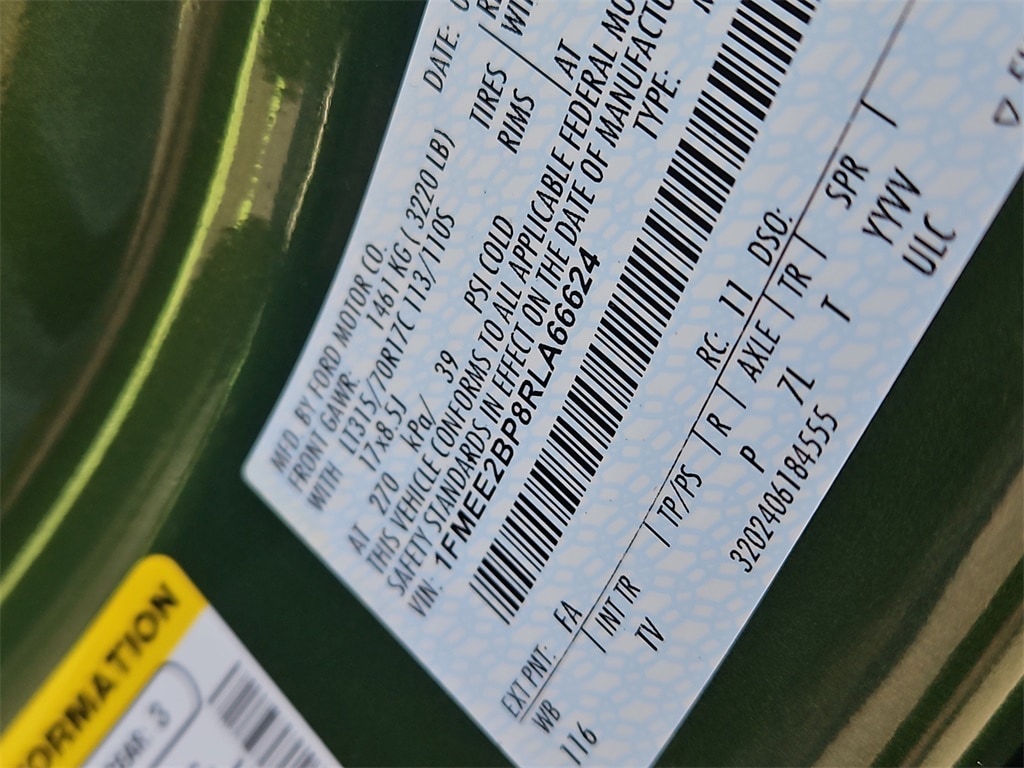 MFD. BY FORD MOTOR CO.
DATE:
FRONT GAWR: 1461 KG ( 3220 LB)
WITH LT315/70R17C 113/110S TIRES
17x8.5J RIMS
AT 270 kPa/ 39 PSI COLD AT
THIS VEHICLE CONFORMS TO ALL APPLICABLE FEDERAL
SAFETY STANDARDS IN EFFECT ON THE DATE OF
VIN: 1FMEE2BP8RLA66624
TYPE:
EXT PNT: FA RC: 11 DSO:
WB INT TR TP/PS R AXLE TR SPR
116 TV P 7L T YYVV
3202406184555 ULC
3